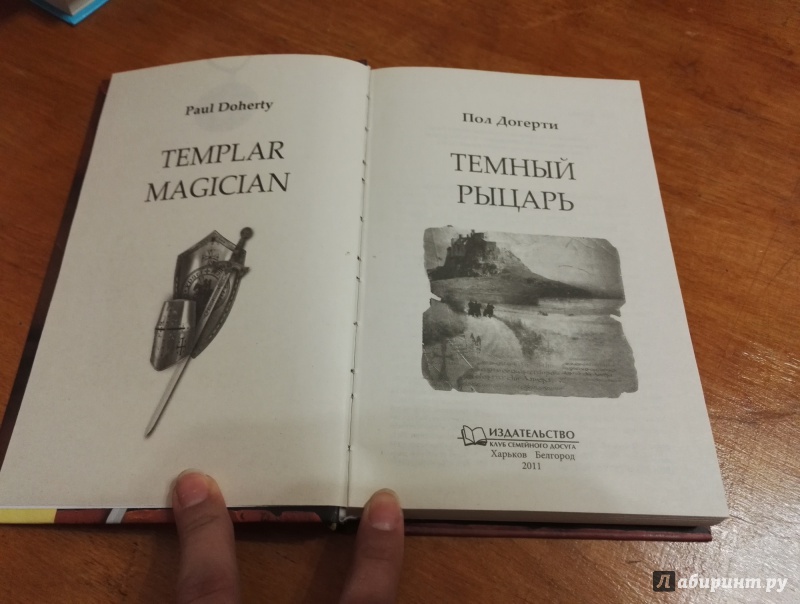 Paul Doherty
TEMPLAR
MAGICIAN
Пол Догерти
ТЕМНЫЙ
РЫЦАРЬ
ИЗДАТЕЛЬСТВО
КЛУБ СЕМЕЙНОГО ДОСУГА
Харьков Белгород
2011
Лабиринт.ру